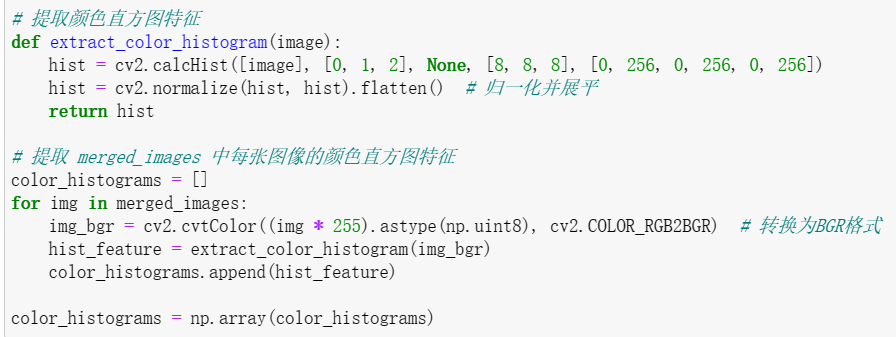 # 提取颜色直方图特征
def extract_color_histogram(image):
    hist = cv2.calcHist([image], [0, 1, 2], None, [8, 8, 8], [0, 256, 0, 256, 0, 256])
    hist = cv2.normalize(hist, hist).flatten()  # 归一化并展平
    return hist

# 提取 merged_images 中每张图像的颜色直方图特征
color_histograms = []
for img in merged_images:
    img_bgr = cv2.cvtColor((img * 255).astype(np.uint8), cv2.COLOR_RGB2BGR)  # 转换为BGR格式
    hist_feature = extract_color_histogram(img_bgr)
    color_histograms.append(hist_feature)

color_histograms = np.array(color_histograms)